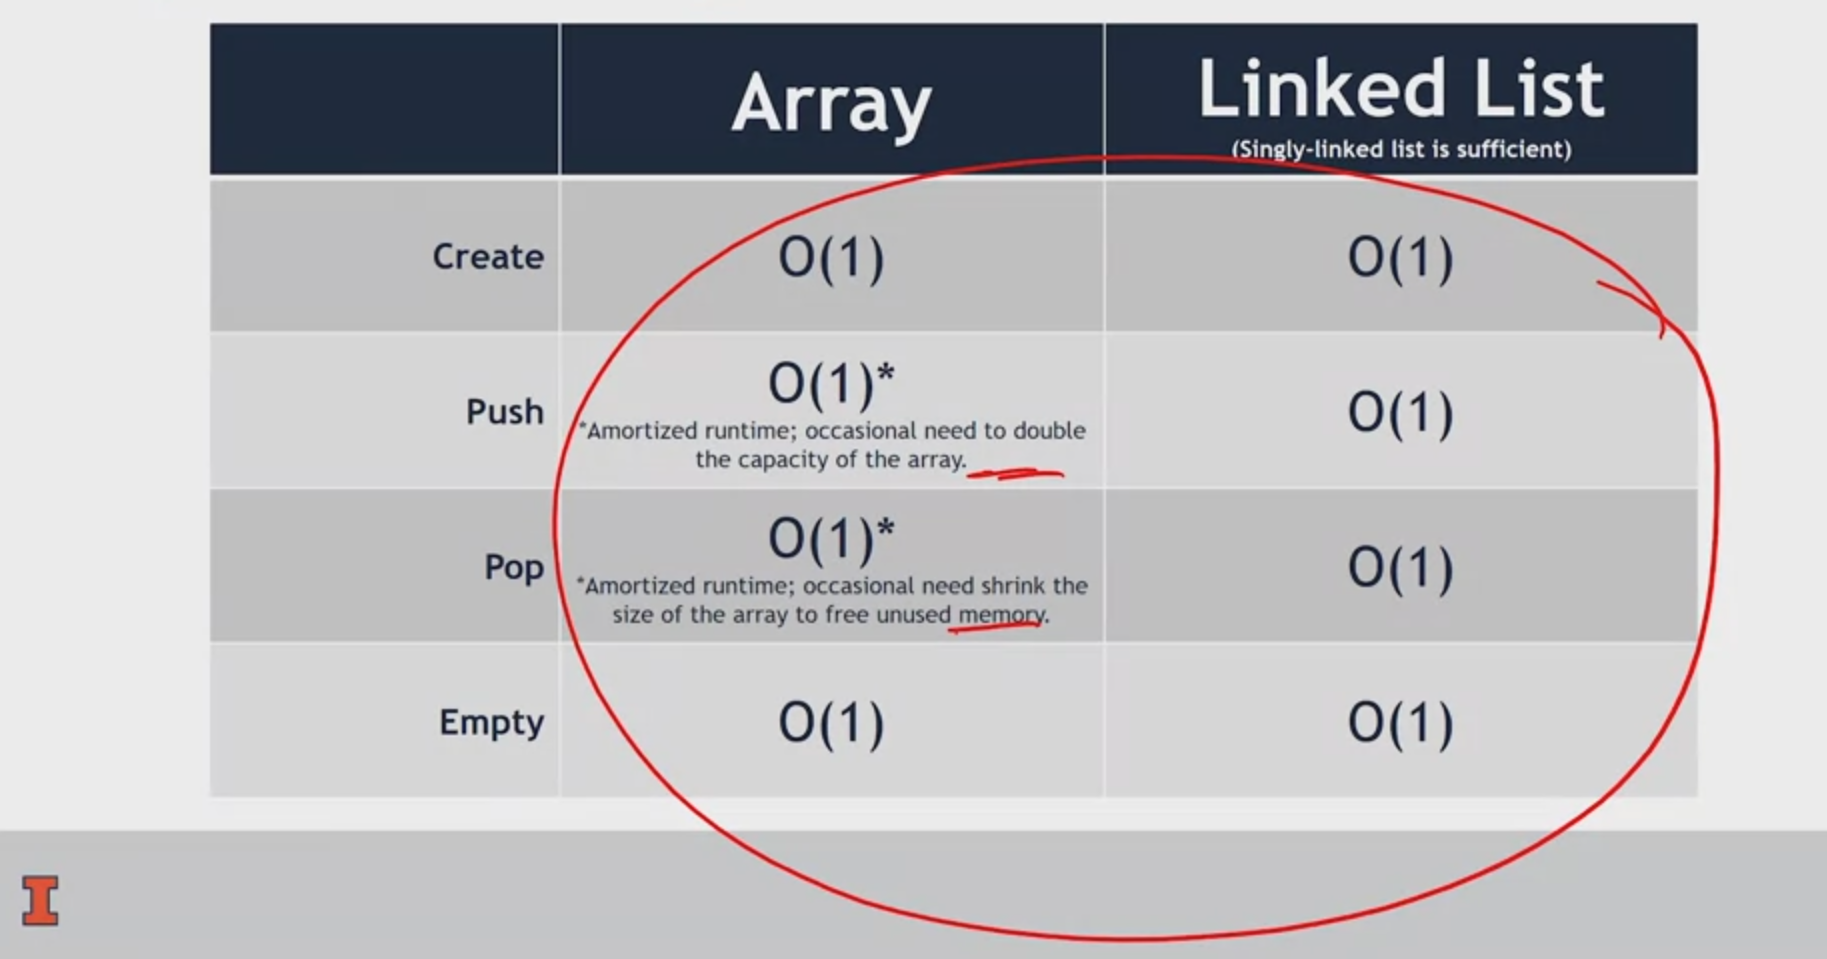 Array
Linked List
(Singly-linked list is sufficient)
Create
O(1)
O(1)
Push
O(1)*
*Amortized runtime; occasional need to double
the capacity of the array.
O(1)
Pop
O(1)*
*Amortized runtime; occasional need shrink the
size of the array to free unused memory.
O(1)
Empty
O(1)
O(1)
I